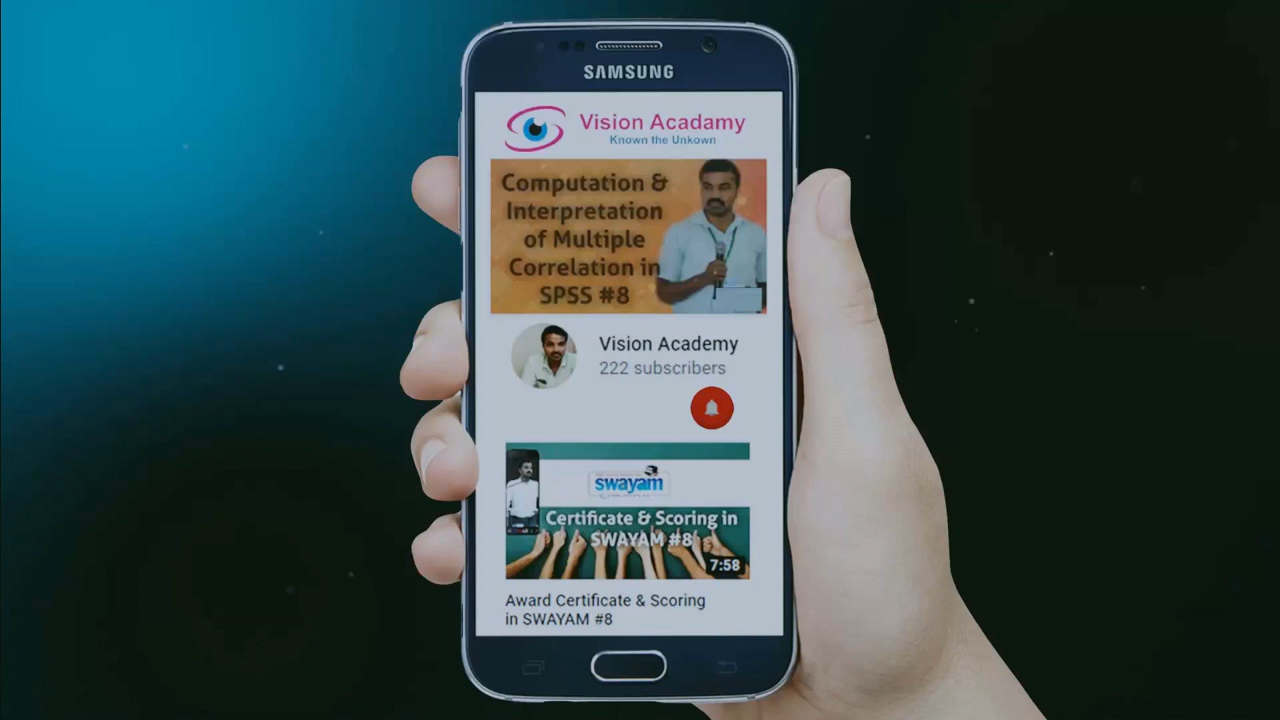 SAMSUNG
Vision Acadamy
Known the Unkown
Computation &
Interpretation
of Multiple
Correlation in
SPSS #8
Vision Academy
222 subscribers
swayam
Certificate & Scoring in
SWAYAM #8
7:58
Award Certificate & Scoring
in SWAYAM #8